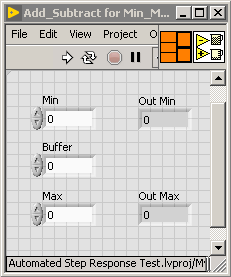 Add_Subtract for Min_M...
File Edit View Project O
Min Out Min
0 0
Buffer
0
Max Out Max
0 0
Automated Step Response Test.lvproj/M